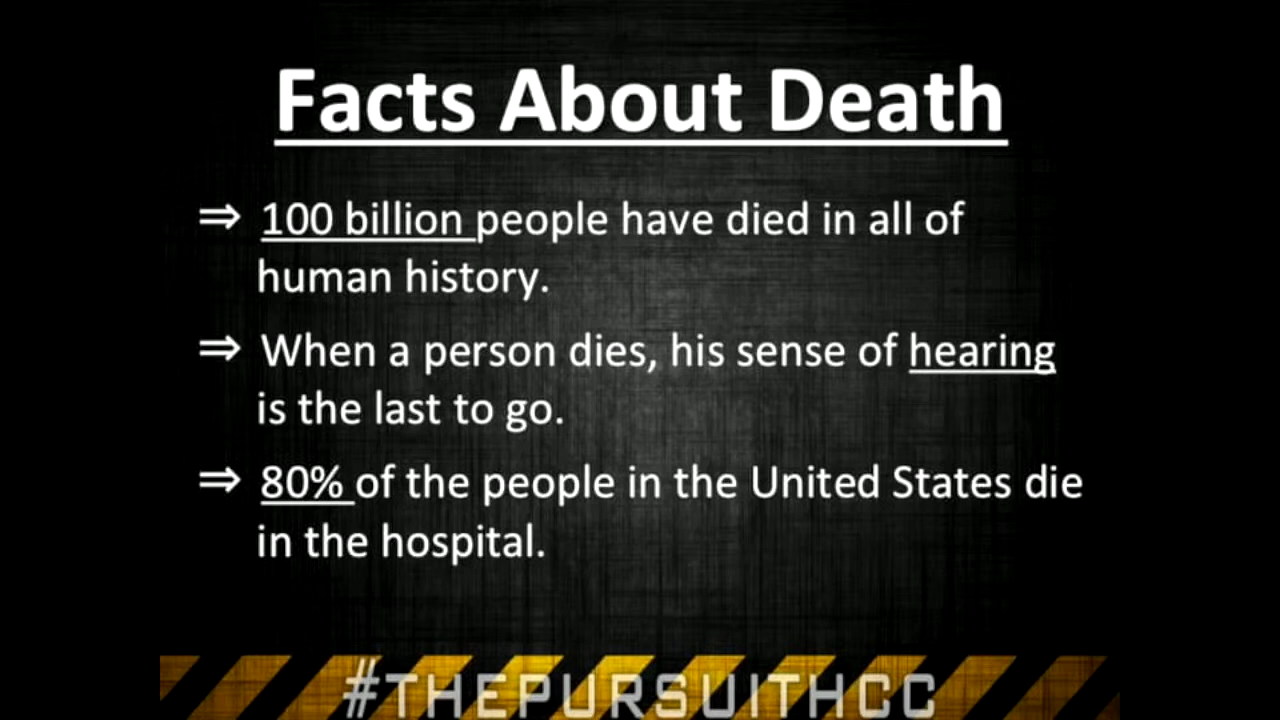 Facts About Death
⇒ 100 billion people have died in all of
human history.
⇒ When a person dies, his sense of hearing
is the last to go.
⇒ 80% of the people in the United States die
in the hospital.
#THEPURSUITHCC